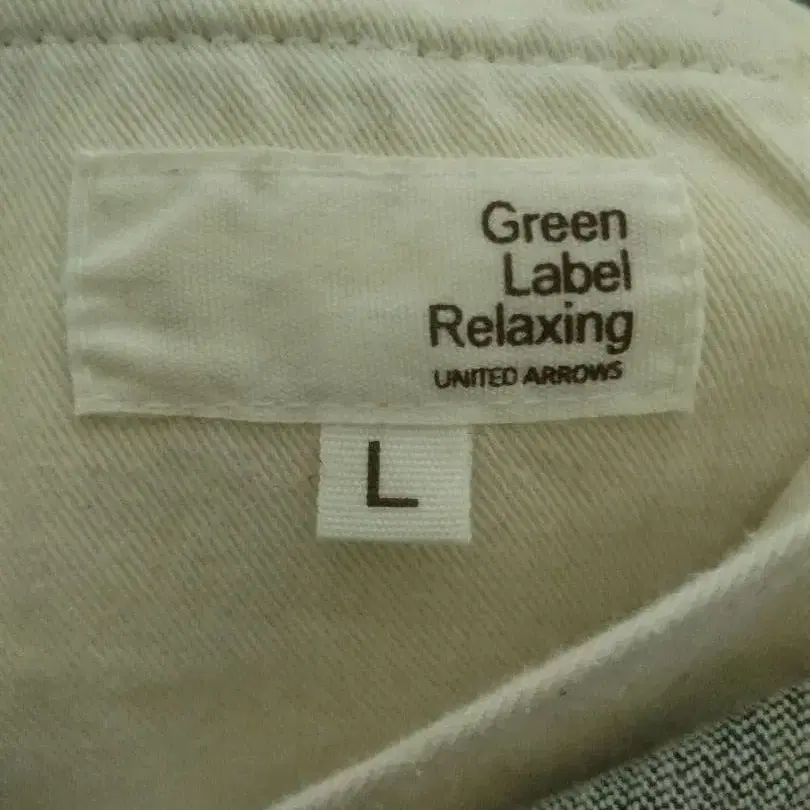 Green
Label
Relaxing
UNITED ARROWS
L